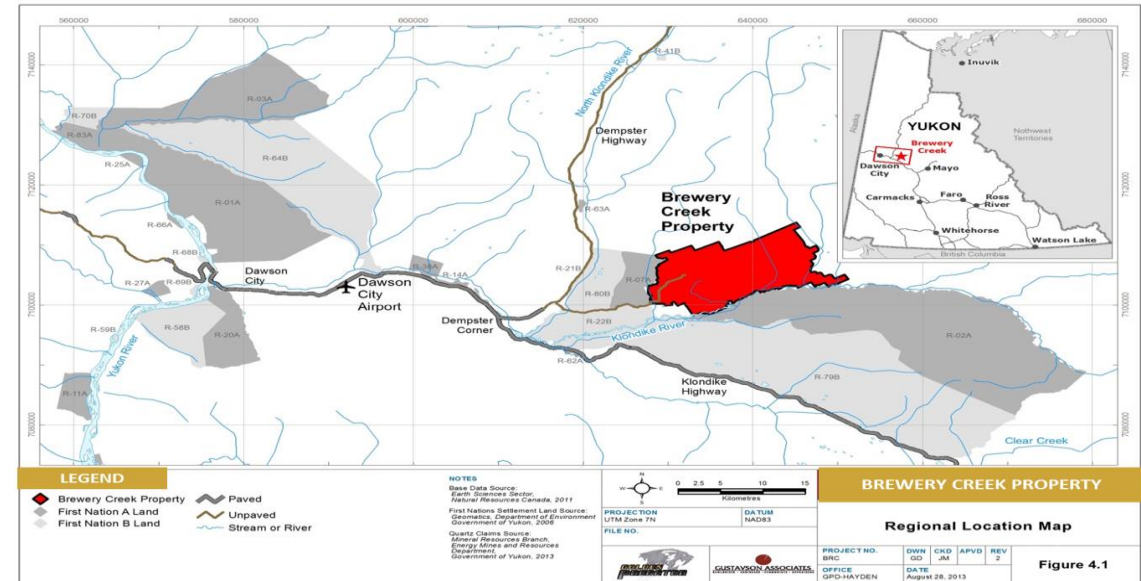 560000 580000 600000 620000 640000 660000 680000
7140000
7120000
7100000
7080000
7140000
7120000
7100000
7080000
R-41B
R-03A
R-70B
R-83A
R-25A
R-64B
R-01A
R-66A
R-68B
R-27A
R-69B
R-59B
R-58B
R-20A
R-11A
R-14A
R-63A
R-21B
R-60B
R-07A
R-22B
R-62A
R-79B
R-02A
North Klondike River
Dempster
Highway
Brewery
Creek
Property
Dawson
City
Dawson
City
Airport
Dempster
Corner
Klondike River
Klondike
Highway
Yukon River
Clear Creek
Inuvik
YUKON
Alaska
Northwest
Territories
Brewery
Creek
Dawson
City
Mayo
Carmacks
Faro
Ross
River
Whitehorse
Watson Lake
British Columbia
LEGEND
Brewery Creek Property
First Nation A Land
First Nation B Land
Paved
Unpaved
Stream or River
NOTES
Base Data Source:
Earth Sciences Sector,
Natural Resources Canada, 2011
First Nations Settlement Land Source:
Geomatics, Department of Environment
Government of Yukon, 2006
Quartz Claims Source:
Mineral Resources Branch,
Energy Mines and Resources
Department,
Government of Yukon, 2013
N
W E
S
0 2.5 5 10 15
Kilometres
PROJECTION
UTM Zone 7N
DATUM
NAD83
FILE NO.
GOLDEN
PREDATOR
GUSTAVSON ASSOCIATES
BREWERY CREEK PROPERTY
Regional Location Map
PROJECT NO.
BRC
DWN
GD
CKD
JM
APVD
REV
2
OFFICE
GPD-HAYDEN
DATE
August 28, 2013
Figure 4.1